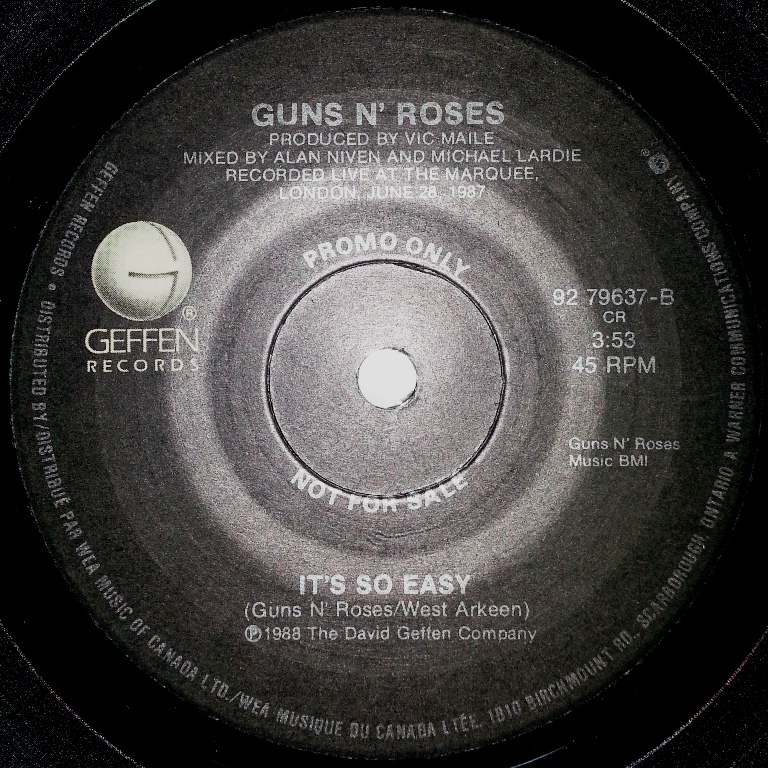 GUNS N' ROSES
PRODUCED BY VIC MAILE
MIXED BY ALAN NIVEN AND MICHAEL LARDIE
RECORDED LIVE AT THE MARQUEE,
LONDON, JUNE 28, 1987
PROMO ONLY
GEFFEN
RECORDS
®
92 79637-B
CR
3:53
45 RPM
Guns N' Roses
Music BMI
NOT FOR SALE
IT'S SO EASY
(Guns N' Roses/West Arkeen)
Ⓟ1988 The David Geffen Company
GEFFEN RECORDS • DISTRIBUTED BY/DISTRIBUÉ PAR WEA MUSIC OF CANADA LTD./WEA MUSIQUE DU CANADA LTÉE, 1810 BIRCHMOUNT RD., SCARBOROUGH, ONTARIO A WARNER COMMUNICATIONS COMPANY